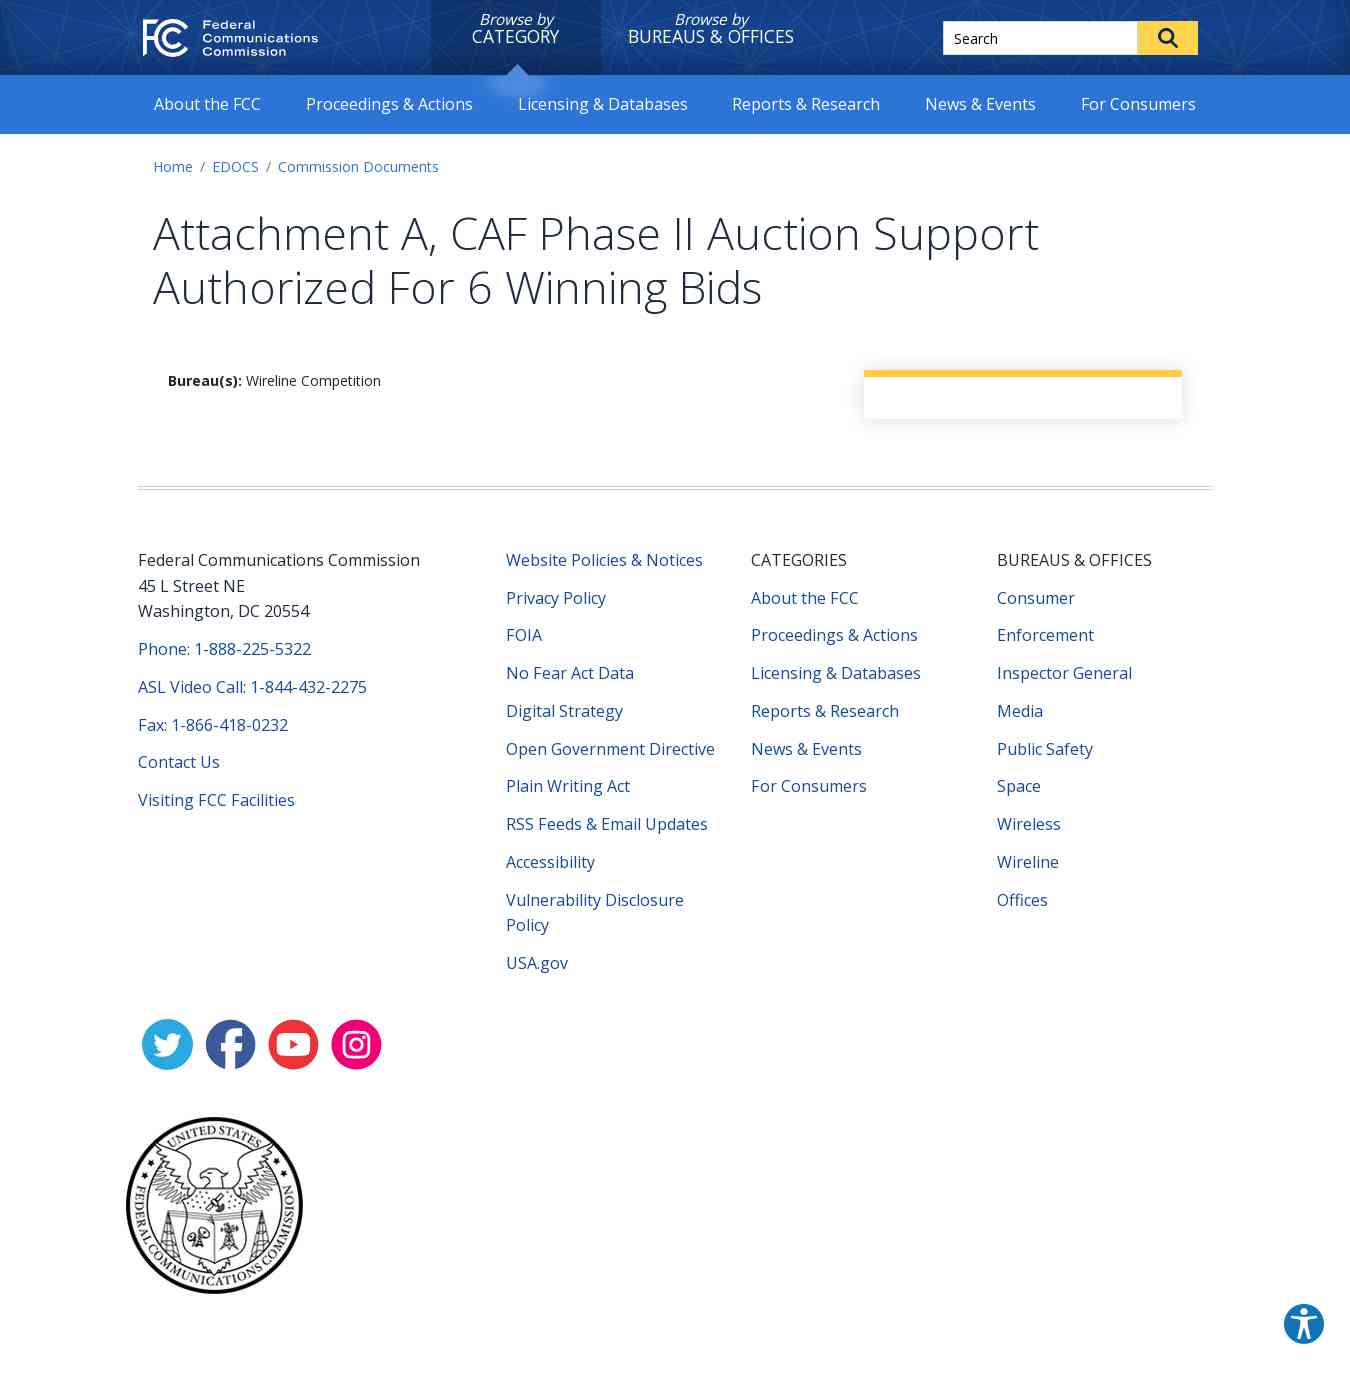 FCC
Federal
Communications
Commission
Browse by
CATEGORY
Browse by
BUREAUS & OFFICES
Search
About the FCC
Proceedings & Actions
Licensing & Databases
Reports & Research
News & Events
For Consumers
Home / EDOCS / Commission Documents
Attachment A, CAF Phase II Auction Support
Authorized For 6 Winning Bids
Bureau(s): Wireline Competition
Federal Communications Commission
45 L Street NE
Washington, DC 20554
Phone: 1-888-225-5322
ASL Video Call: 1-844-432-2275
Fax: 1-866-418-0232
Contact Us
Visiting FCC Facilities
Website Policies & Notices
Privacy Policy
FOIA
No Fear Act Data
Digital Strategy
Open Government Directive
Plain Writing Act
RSS Feeds & Email Updates
Accessibility
Vulnerability Disclosure
Policy
USA.gov
CATEGORIES
About the FCC
Proceedings & Actions
Licensing & Databases
Reports & Research
News & Events
For Consumers
BUREAUS & OFFICES
Consumer
Enforcement
Inspector General
Media
Public Safety
Space
Wireless
Wireline
Offices
UNITED STATES
FEDERAL COMMUNICATIONS COMMISSION